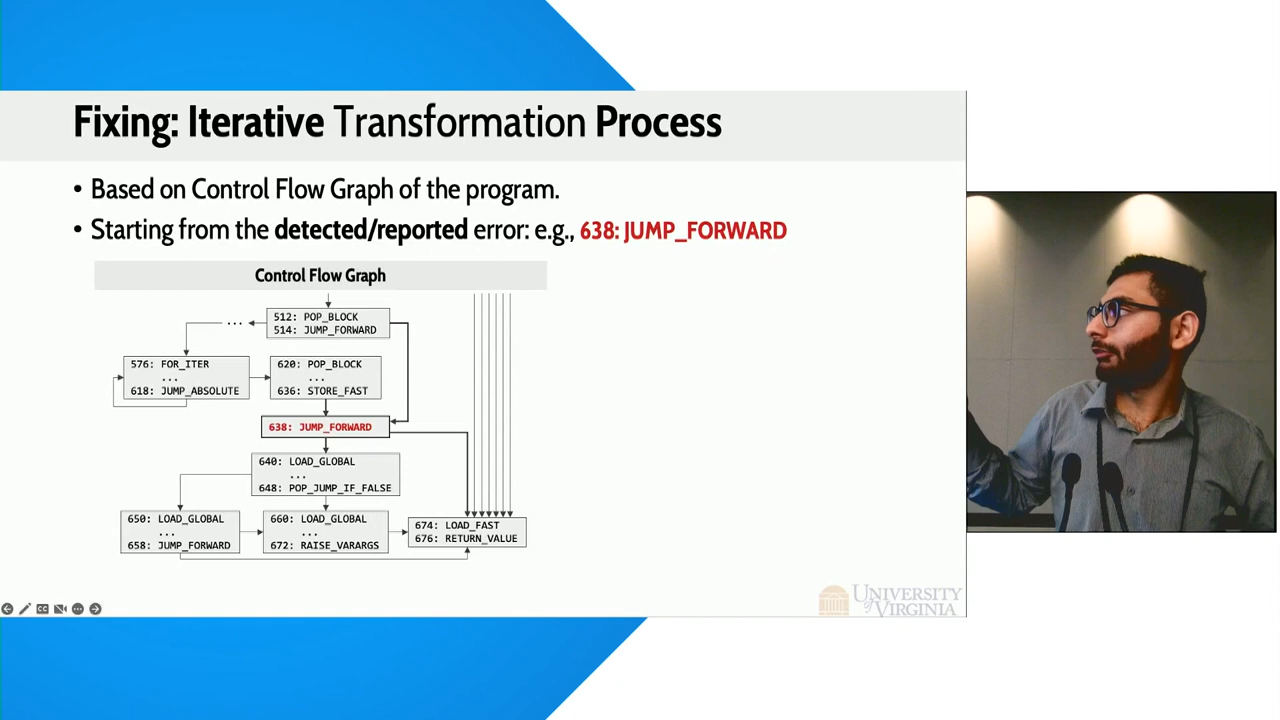 Fixing: Iterative Transformation Process
• Based on Control Flow Graph of the program.
• Starting from the detected/reported error: e.g., 638: JUMP_FORWARD
Control Flow Graph
512: POP_BLOCK
514: JUMP_FORWARD
...
576: FOR_ITER
...
618: JUMP_ABSOLUTE
620: POP_BLOCK
...
636: STORE_FAST
638: JUMP_FORWARD
640: LOAD_GLOBAL
...
648: POP_JUMP_IF_FALSE
650: LOAD_GLOBAL
...
658: JUMP_FORWARD
660: LOAD_GLOBAL
...
672: RAISE_VARARGS
674: LOAD_FAST
676: RETURN_VALUE
CC
UNIVERSITY
of VIRGINIA